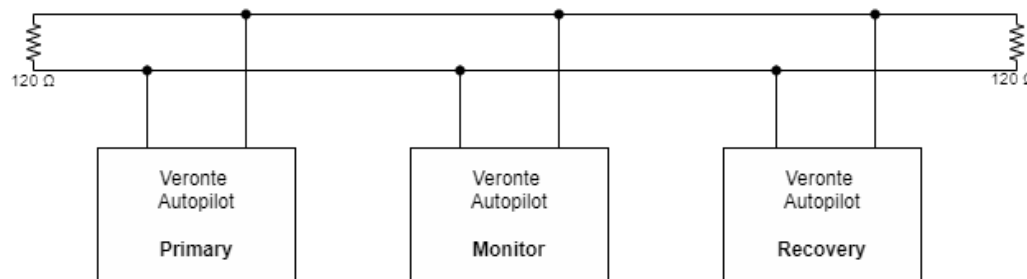 120 Ω
120 Ω
Veronte
Autopilot
Primary
Veronte
Autopilot
Monitor
Veronte
Autopilot
Recovery